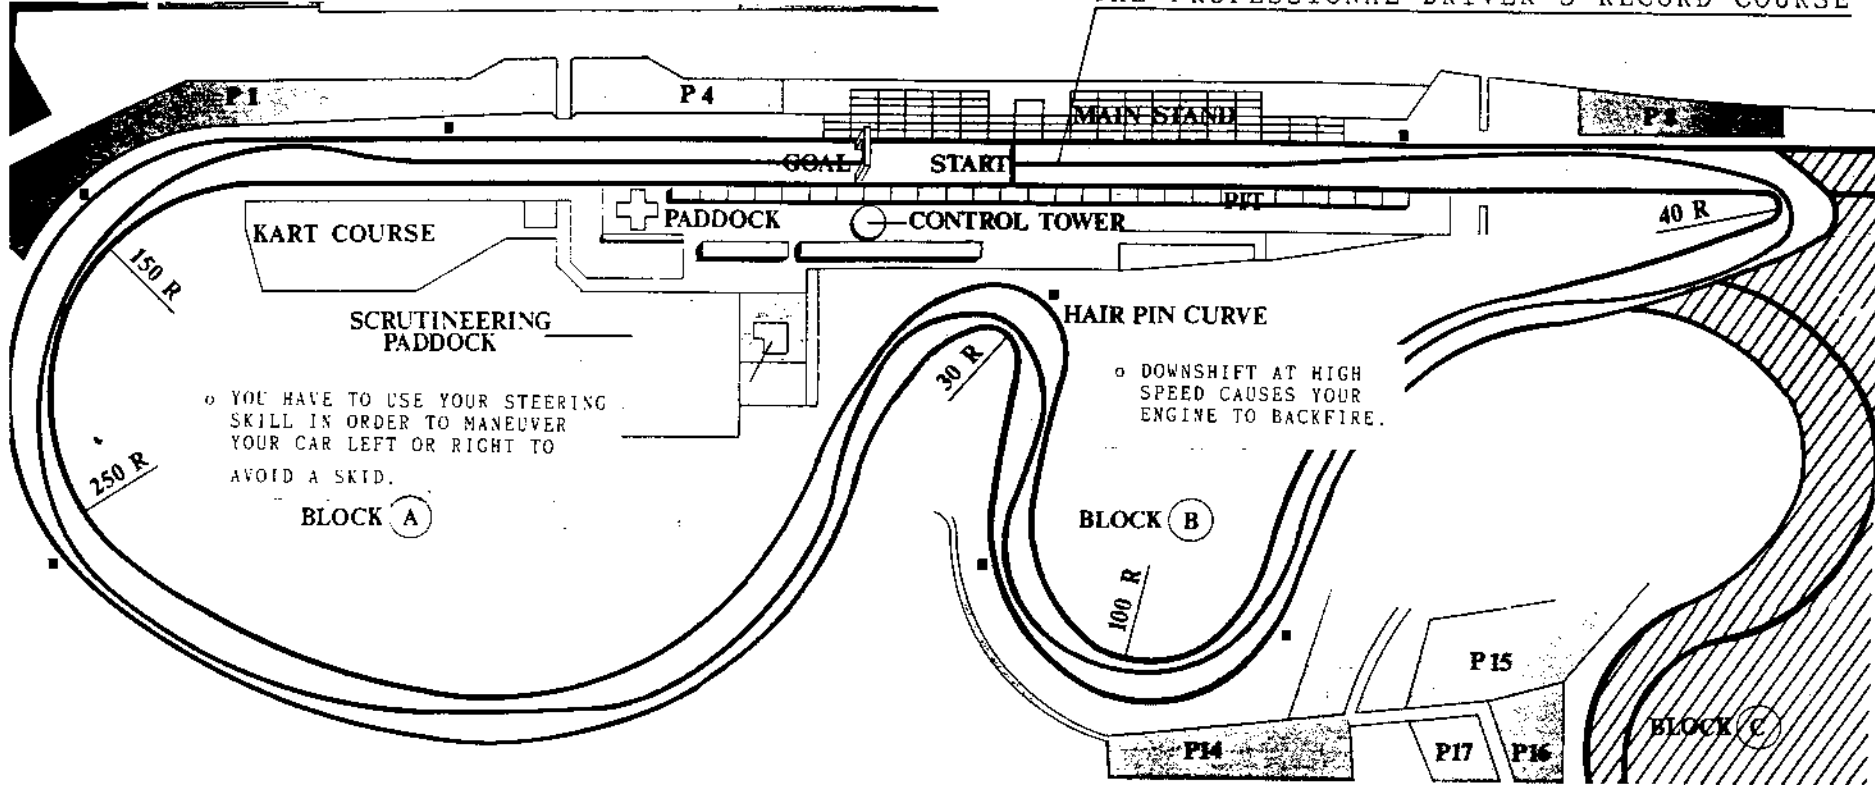 PROFESSIONAL DRIVER'S RECORD COURSE
P1
P4
MAIN STAND
P8
GOAL
START
PIT
PADDOCK
CONTROL TOWER
40 R
KART COURSE
150 R
SCRUTINEERING
PADDOCK
HAIR PIN CURVE
30 R
o DOWNSHIFT AT HIGH
SPEED CAUSES YOUR
ENGINE TO BACKFIRE.
o YOU HAVE TO USE YOUR STEERING
SKILL IN ORDER TO MANEUVER
YOUR CAR LEFT OR RIGHT TO
AVOID A SKID.
250 R
BLOCK A
BLOCK B
100 R
P15
P14
P17
P16
BLOCK C